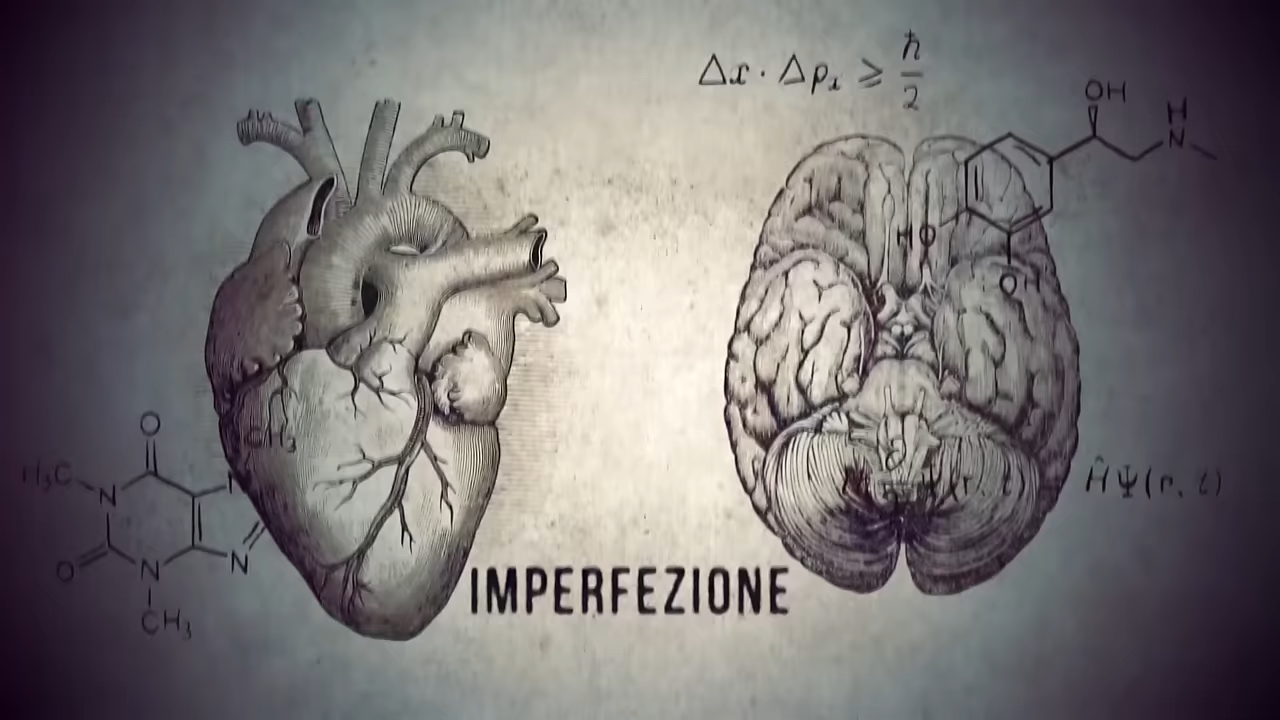 Δx · Δpₓ ≥ ℏ/2
OH
H
N
HO
OH
CH₃
O
H₃C
N
N
O
N
CH₃
Ψ(r, t)
ĤΨ(r, t)
IMPERFEZIONE